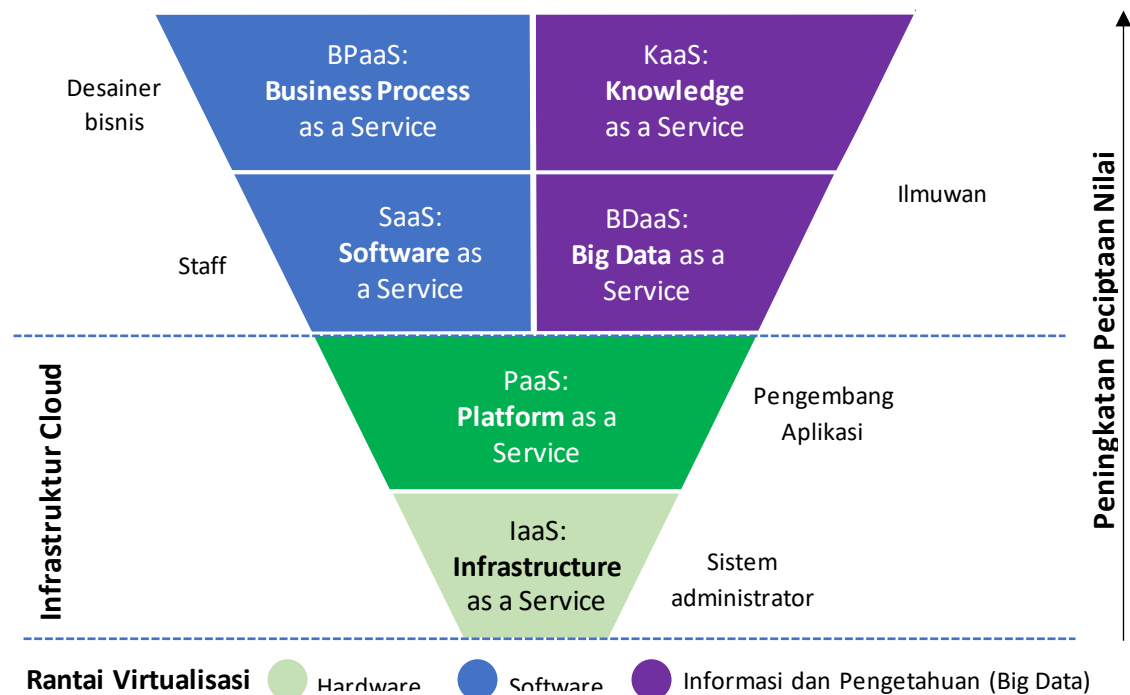 BPaaS:
Business Process
as a Service
KaaS:
Knowledge
as a Service
Desainer
bisnis
SaaS:
Software as
a Service
BDaaS:
Big Data as a
Service
Ilmuwan
Staff
PaaS:
Platform as a
Service
Pengembang
Aplikasi
IaaS:
Infrastructure
as a Service
Sistem
administrator
Infrastruktur Cloud
Peningkatan Peciptaan Nilai
Rantai Virtualisasi
Hardware
Software
Informasi dan Pengetahuan (Big Data)